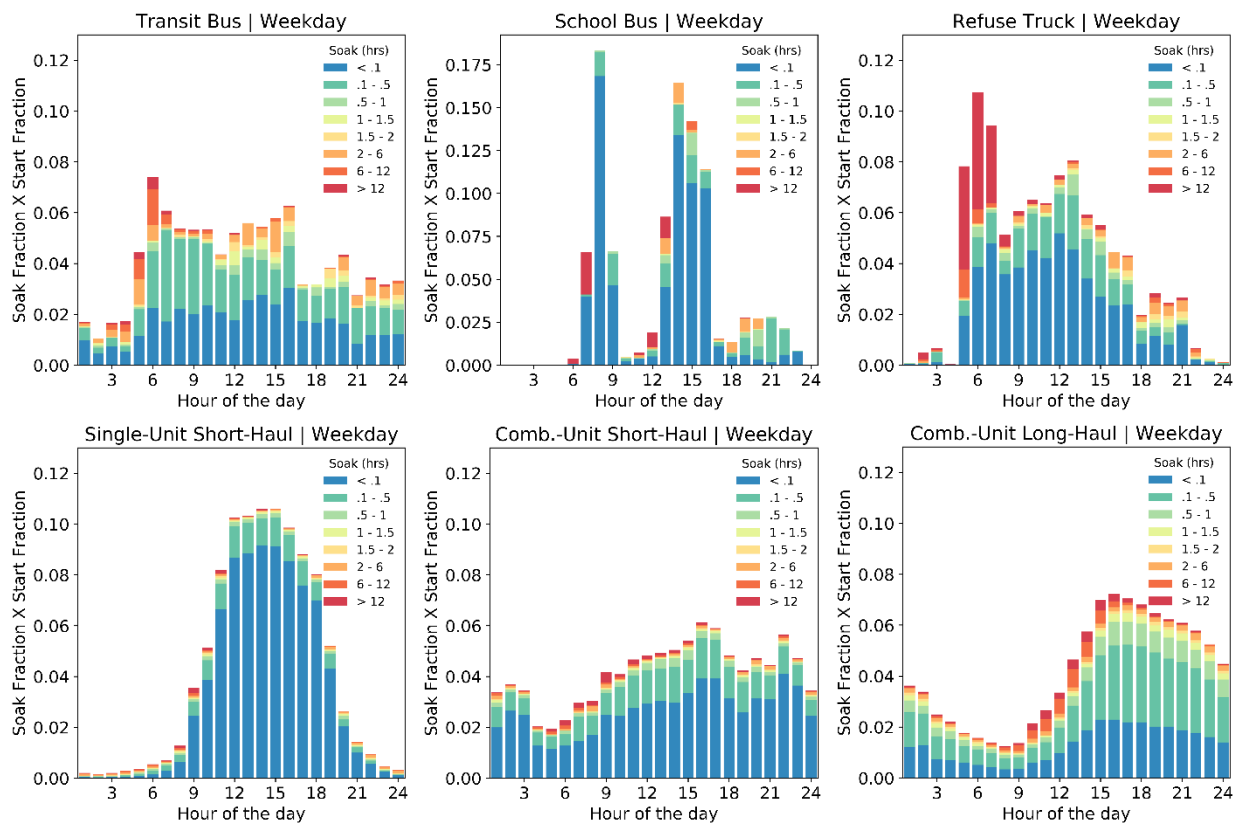 Transit Bus | Weekday
Soak Fraction X Start Fraction
0.12
0.10
0.08
0.06
0.04
0.02
0.00
Soak (hrs)
< .1
.1 - .5
.5 - 1
1 - 1.5
1.5 - 2
2 - 6
6 - 12
> 12
3 6 9 12 15 18 21 24
Hour of the day
School Bus | Weekday
Soak Fraction X Start Fraction
0.175
0.150
0.125
0.100
0.075
0.050
0.025
0.000
Soak (hrs)
< .1
.1 - .5
.5 - 1
1 - 1.5
1.5 - 2
2 - 6
6 - 12
> 12
3 6 9 12 15 18 21 24
Hour of the day
Refuse Truck | Weekday
Soak Fraction X Start Fraction
0.12
0.10
0.08
0.06
0.04
0.02
0.00
Soak (hrs)
< .1
.1 - .5
.5 - 1
1 - 1.5
1.5 - 2
2 - 6
6 - 12
> 12
3 6 9 12 15 18 21 24
Hour of the day
Single-Unit Short-Haul | Weekday
Soak Fraction X Start Fraction
0.12
0.10
0.08
0.06
0.04
0.02
0.00
Soak (hrs)
< .1
.1 - .5
.5 - 1
1 - 1.5
1.5 - 2
2 - 6
6 - 12
> 12
3 6 9 12 15 18 21 24
Hour of the day
Comb.-Unit Short-Haul | Weekday
Soak Fraction X Start Fraction
0.12
0.10
0.08
0.06
0.04
0.02
0.00
Soak (hrs)
< .1
.1 - .5
.5 - 1
1 - 1.5
1.5 - 2
2 - 6
6 - 12
> 12
3 6 9 12 15 18 21 24
Hour of the day
Comb.-Unit Long-Haul | Weekday
Soak Fraction X Start Fraction
0.12
0.10
0.08
0.06
0.04
0.02
0.00
Soak (hrs)
< .1
.1 - .5
.5 - 1
1 - 1.5
1.5 - 2
2 - 6
6 - 12
> 12
3 6 9 12 15 18 21 24
Hour of the day